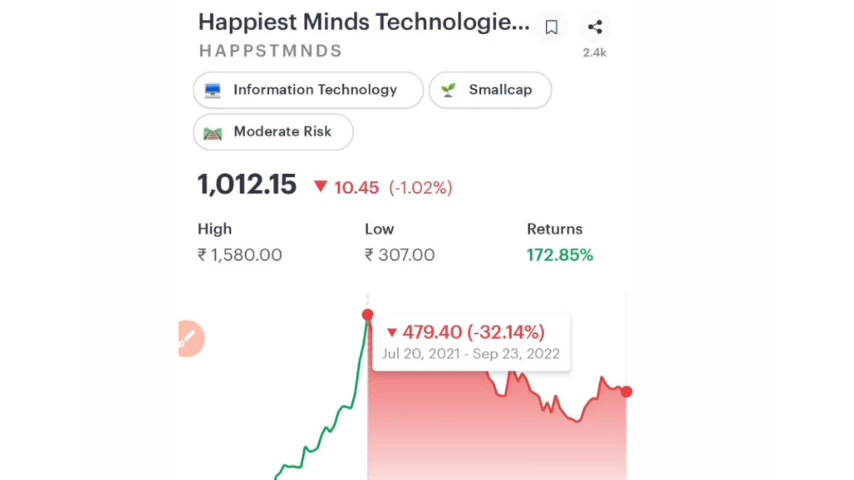 Happiest Minds Technologie...
HAPPSTMNDS
2.4k
Information Technology
Smallcap
Moderate Risk
1,012.15 ▼ 10.45 (-1.02%)
High Low Returns
₹ 1,580.00 ₹ 307.00 172.85%
▼ 479.40 (-32.14%)
Jul 20, 2021 - Sep 23, 2022